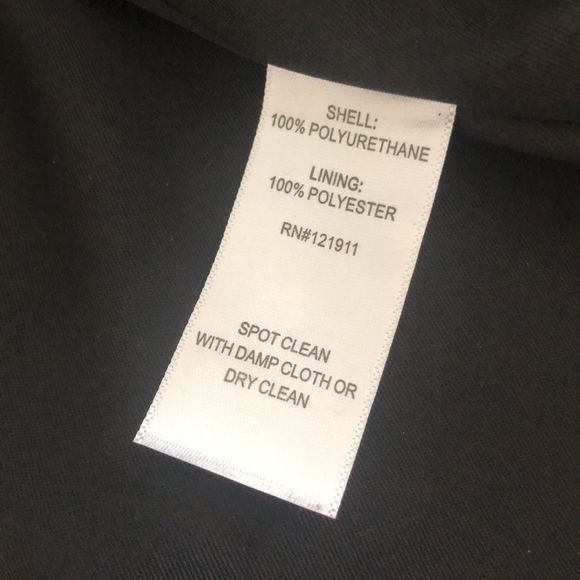 SHELL:
100% POLYURETHANE
LINING:
100% POLYESTER
RN#121911
SPOT CLEAN
WITH DAMP CLOTH OR
DRY CLEAN